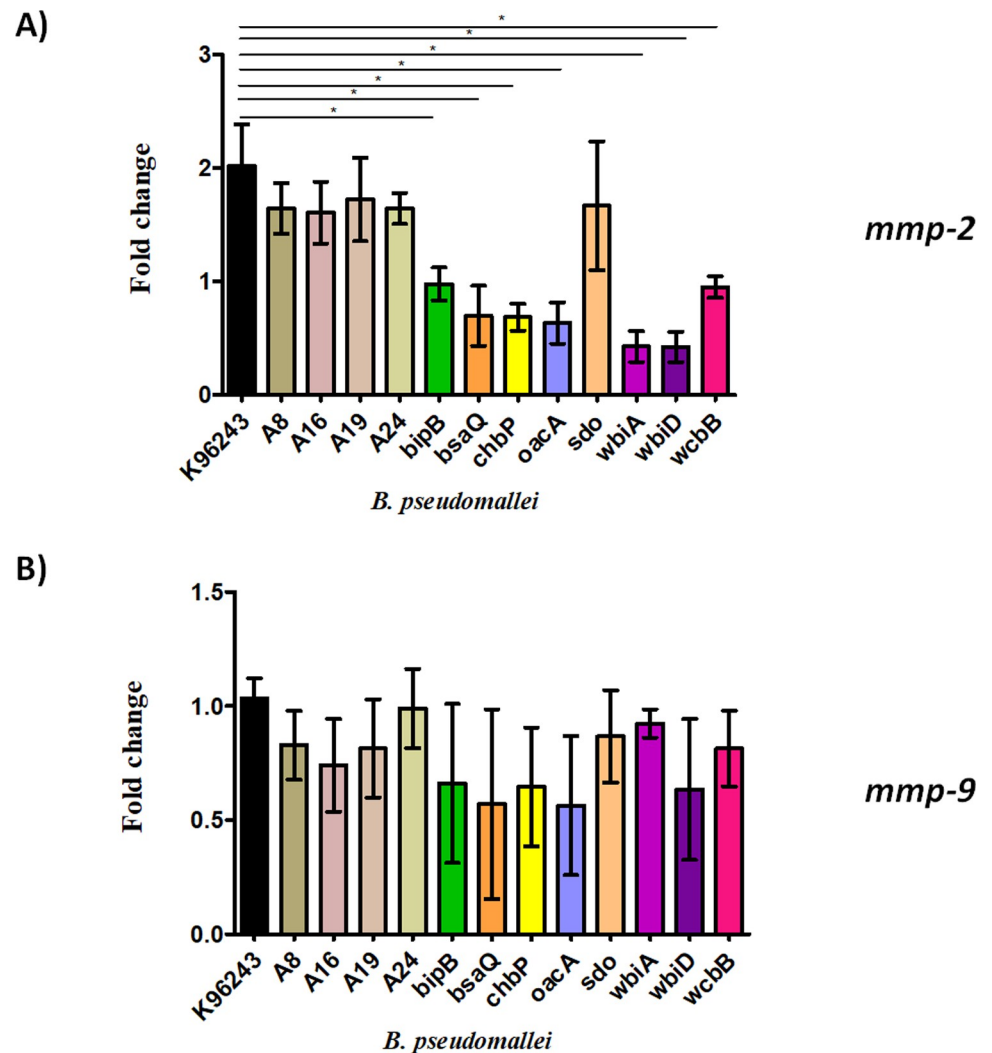 A)
*
*
*
*
*
*
*
3
2
1
0
Fold change
mmp-2
K96243
A8
A16
A19
A24
bipB
bsaQ
chbP
oacA
sdo
wbiA
wbiD
wcbB
B. pseudomallei
B)
1.5
1.0
0.5
0.0
Fold change
mmp-9
K96243
A8
A16
A19
A24
bipB
bsaQ
chbP
oacA
sdo
wbiA
wbiD
wcbB
B. pseudomallei